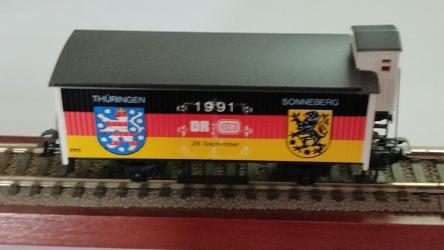 THÜRINGEN
1991
SONNEBERG
DR DB
28. September